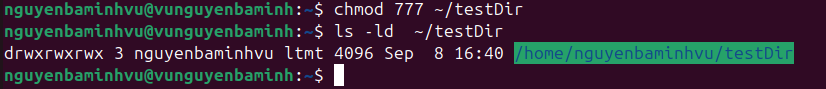 nguyenbaminhvu@vunguyenbaminh:~$ chmod 777 ~/testDir
nguyenbaminhvu@vunguyenbaminh:~$ ls -ld  ~/testDir
drwxrwxrwx 3 nguyenbaminhvu ltmt 4096 Sep  8 16:40 /home/nguyenbaminhvu/testDir
nguyenbaminhvu@vunguyenbaminh:~$